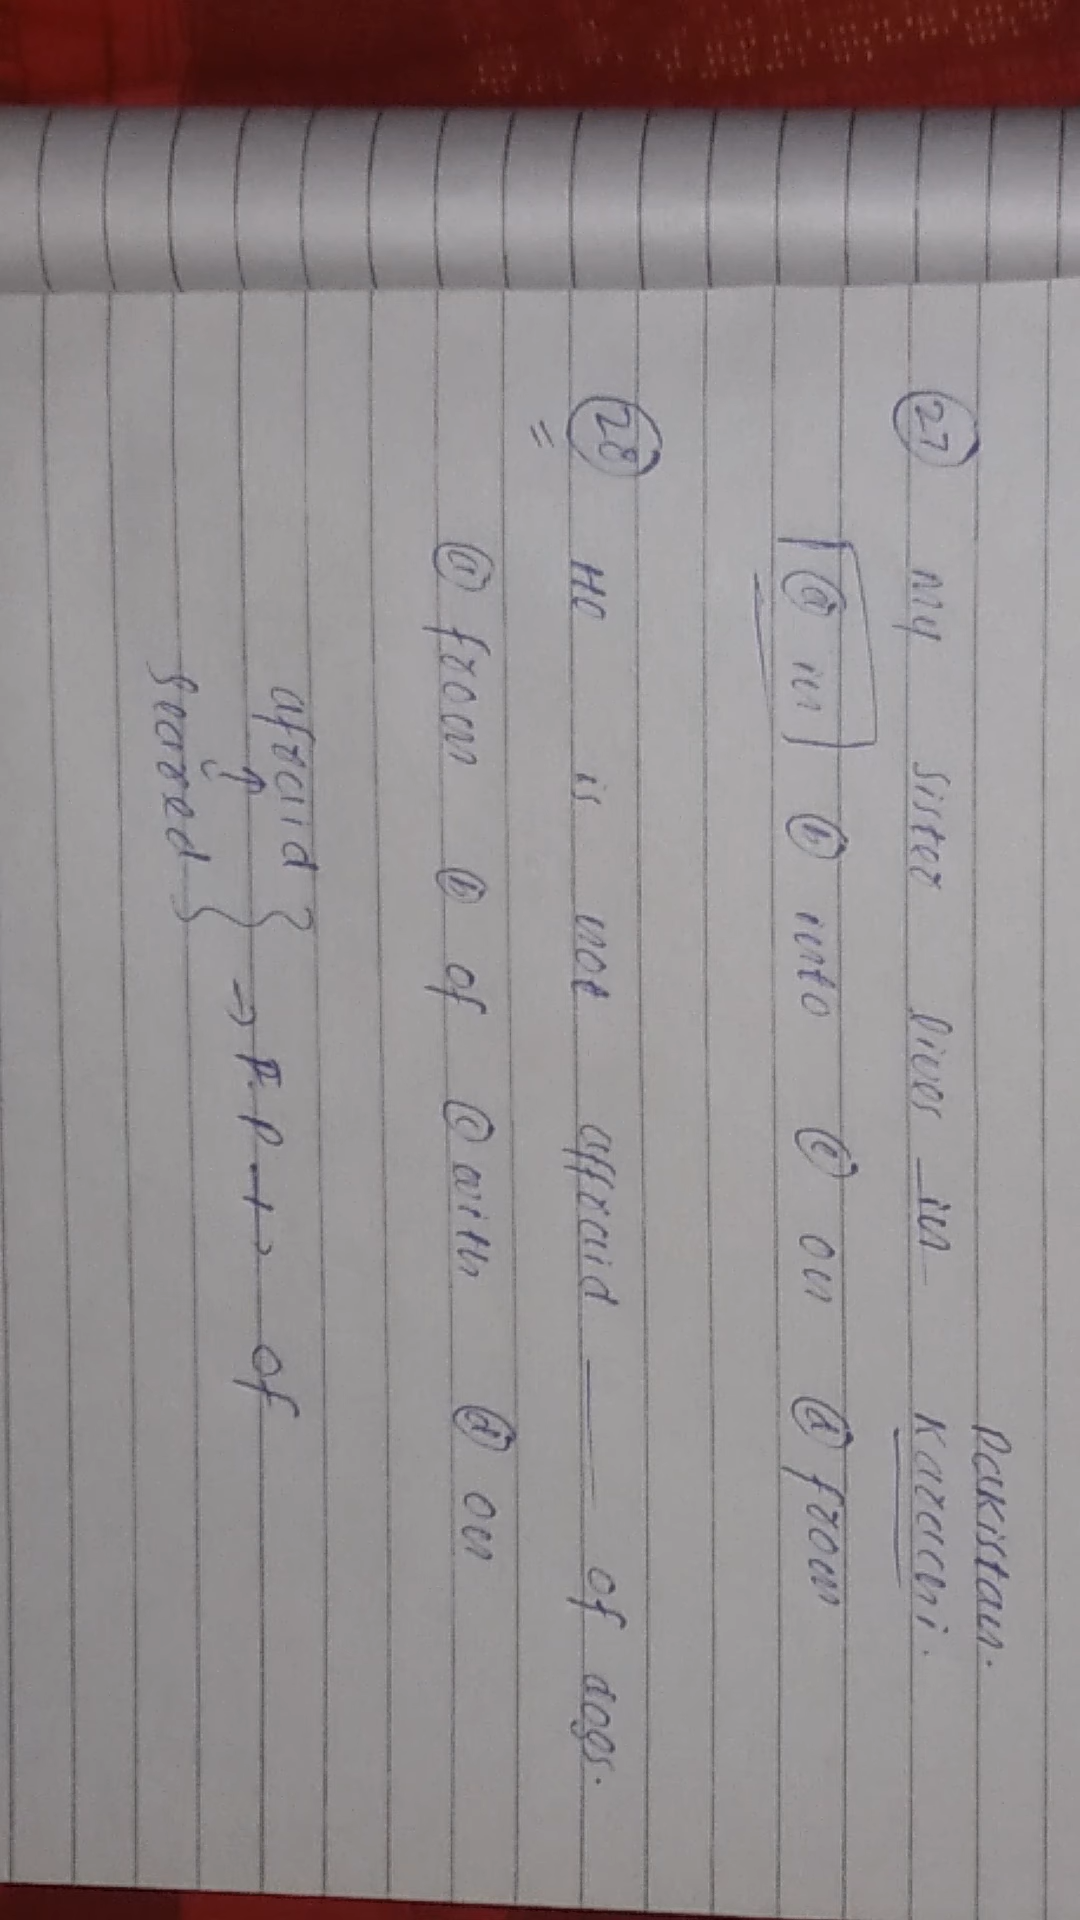 Pakistan.
27 My sister lives in Karachi.
a in b into c on d from
28 He is not affraid ___ of dogs.
a from b of c with d on
afraid
scared } → F.P → of